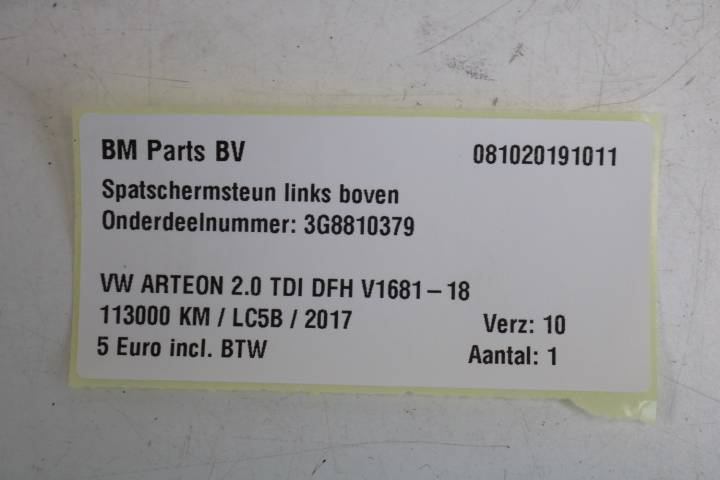 BM Parts BV 081020191011
Spatschermsteun links boven
Onderdeelnummer: 3G8810379
VW ARTEON 2.0 TDI DFH V1681-18
113000 KM / LC5B / 2017 Verz: 10
5 Euro incl. BTW Aantal: 1